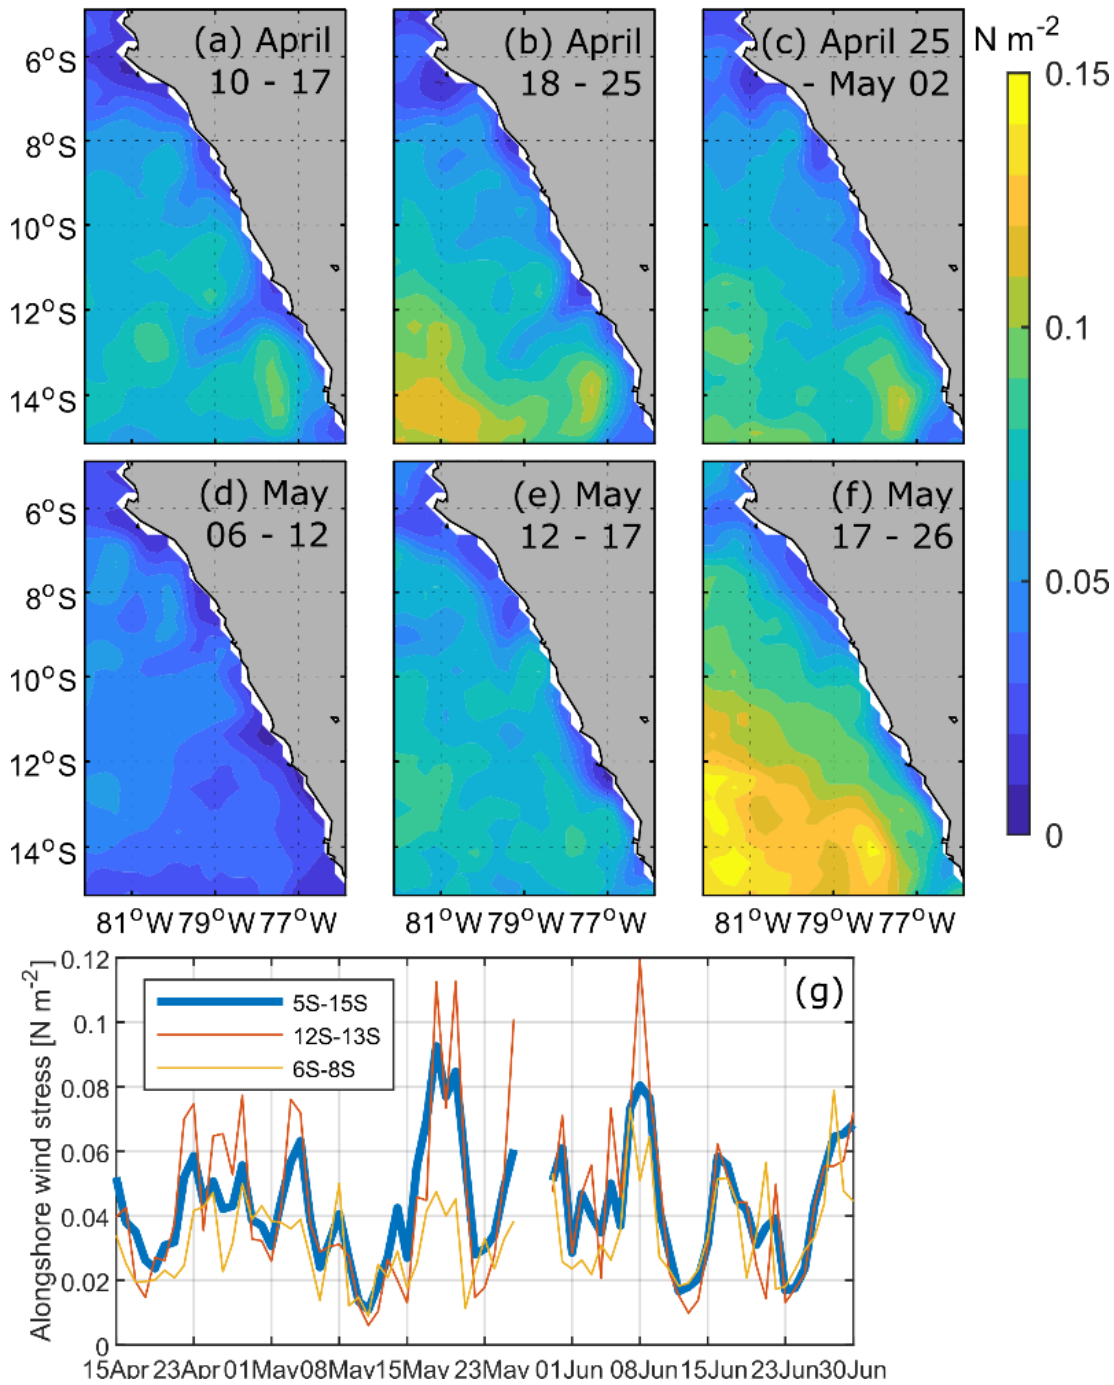 (a) April
10 - 17
(b) April
18 - 25
(c) April 25
- May 02
N m-2
6°S
8°S
10°S
12°S
14°S
0.15
0.1
0.05
0
(d) May
06 - 12
(e) May
12 - 17
(f) May
17 - 26
6°S
8°S
10°S
12°S
14°S
81°W 79°W 77°W
81°W 79°W 77°W
81°W 79°W 77°W
Alongshore wind stress [N m-2]
0.12
0.1
0.08
0.06
0.04
0.02
0
5S-15S
12S-13S
6S-8S
(g)
15Apr 23Apr 01May 08May 15May 23May 01Jun 08Jun 15Jun 23Jun 30Jun